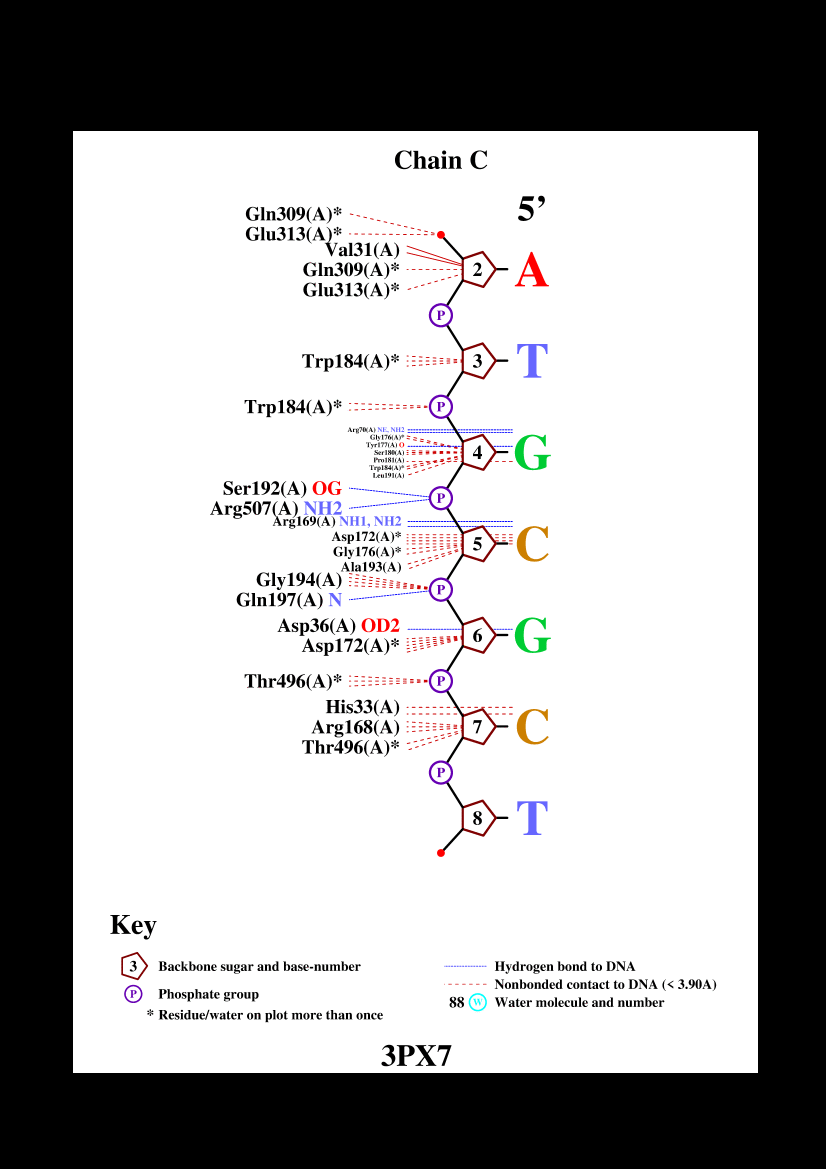 Chain C
5’
Gln309(A)*
Glu313(A)*
Val31(A)
Gln309(A)*
Glu313(A)*
2
A
P
Trp184(A)*
3
T
Trp184(A)*
P
Arg70(A) NE, NH2
Gly176(A)*
Tyr177(A) O
Ser180(A)
Pro181(A)
Trp184(A)*
Leu191(A)
4
G
Ser192(A) OG
Arg507(A) NH2
P
Arg169(A) NH1, NH2
Asp172(A)*
Gly176(A)*
Ala193(A)
5
C
Gly194(A)
Gln197(A) N
P
Asp36(A) OD2
Asp172(A)*
6
G
Thr496(A)*
P
His33(A)
Arg168(A)
Thr496(A)*
7
C
P
8
T
Key
3 Backbone sugar and base-number
P Phosphate group
* Residue/water on plot more than once
Hydrogen bond to DNA
Nonbonded contact to DNA (< 3.90A)
88 W Water molecule and number
3PX7